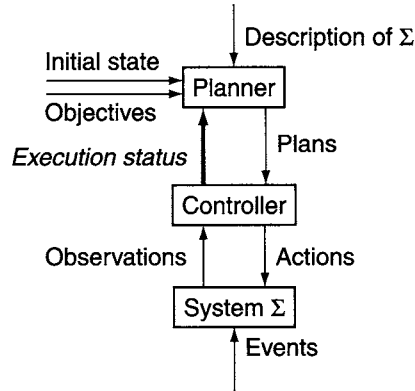 Description of Σ
Initial state
Planner
Objectives
Execution status
Plans
Controller
Observations
Actions
System Σ
Events